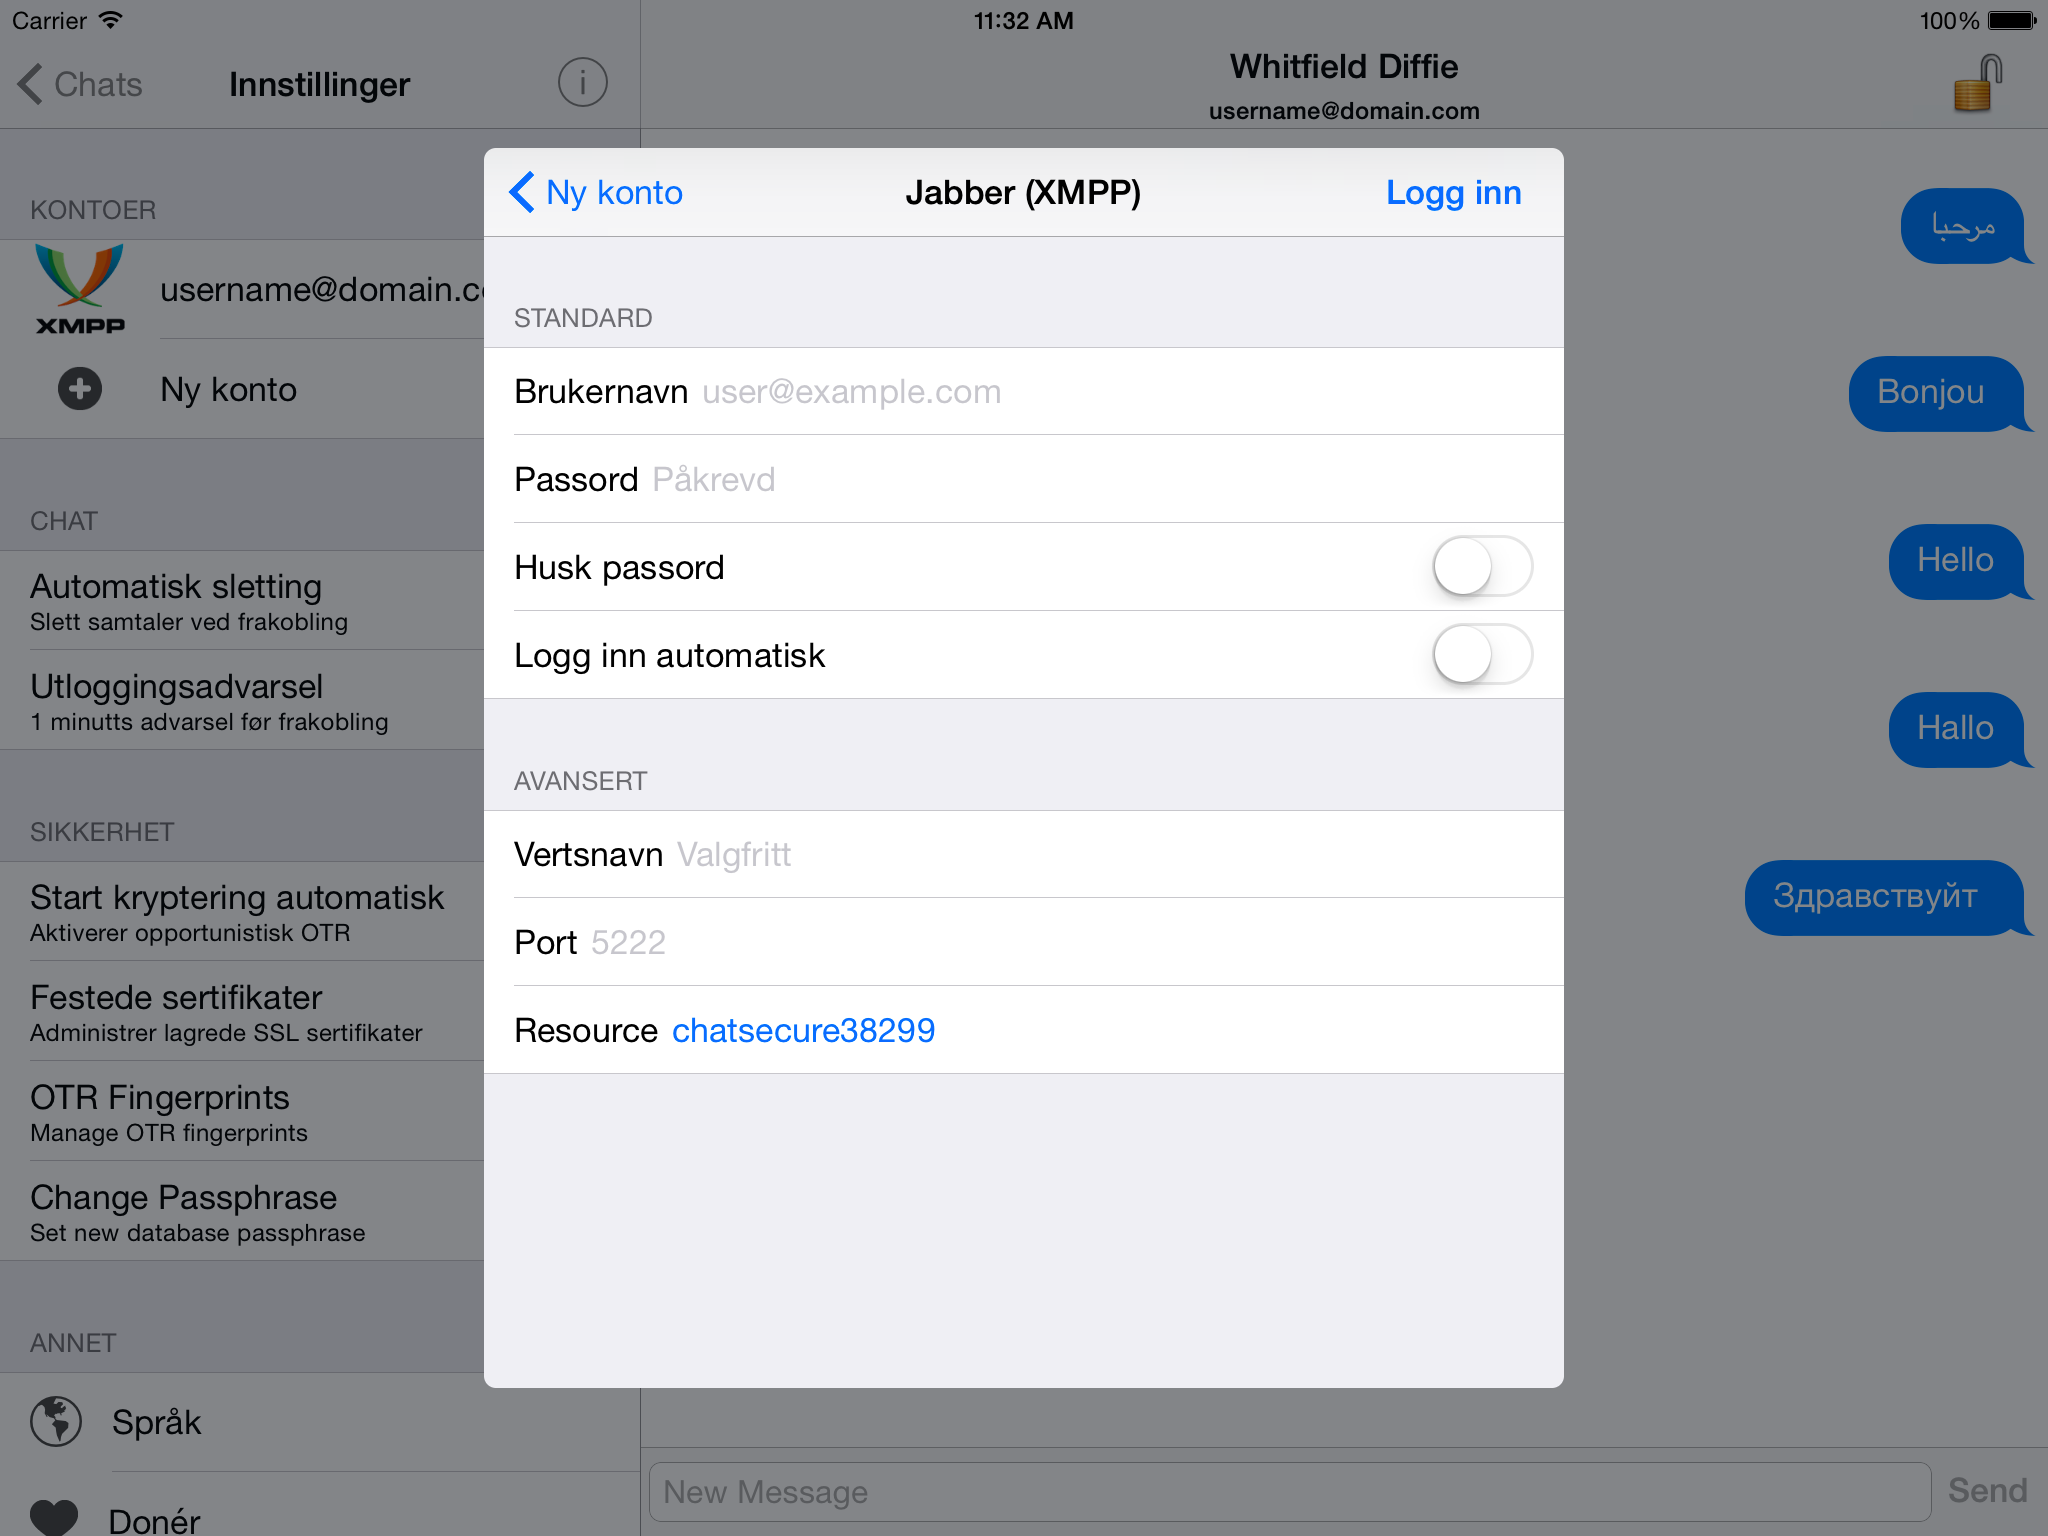 Carrier
11:32 AM
100%
Chats
Innstillinger
Whitfield Diffie
username@domain.com
KONTOER
XMPP
username@domain.c
Ny konto
CHAT
Automatisk sletting
Slett samtaler ved frakobling
Utloggingsadvarsel
1 minutts advarsel før frakobling
SIKKERHET
Start kryptering automatisk
Aktiverer opportunistisk OTR
Festede sertifikater
Administrer lagrede SSL sertifikater
OTR Fingerprints
Manage OTR fingerprints
Change Passphrase
Set new database passphrase
ANNET
Språk
Donér
Ny konto
Jabber (XMPP)
Logg inn
STANDARD
Brukernavn user@example.com
Passord Påkrevd
Husk passord
Logg inn automatisk
AVANSERT
Vertsnavn Valgfritt
Port 5222
Resource chatsecure38299
مرحبا
Bonjou
Hello
Hallo
Здравствуйт
New Message
Send